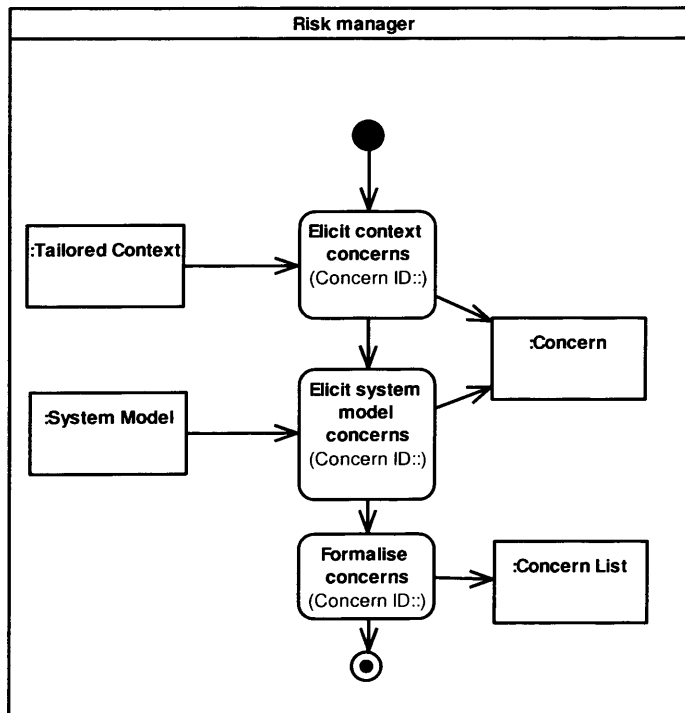 Risk manager
Elicit context
concerns
(Concern ID::)
:Tailored Context
:Concern
Elicit system
model
concerns
(Concern ID::)
:System Model
Formalise
concerns
(Concern ID::)
:Concern List